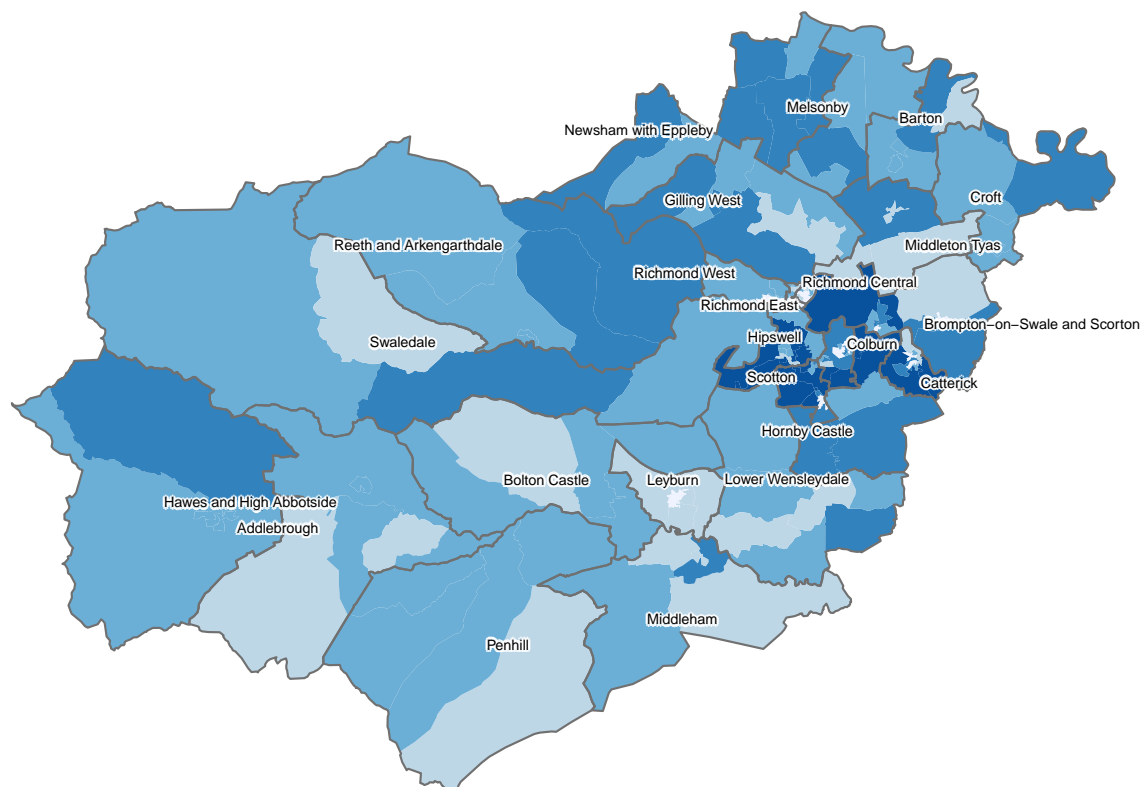 Melsonby
Barton
Newsham with Eppleby
Croft
Gilling West
Reeth and Arkengarthdale
Middleton Tyas
Richmond West
Richmond Central
Richmond East
Brompton−on−Swale and Scorton
Hipswell
Swaledale
Colburn
Scotton
Catterick
Hornby Castle
Bolton Castle
Leyburn
Lower Wensleydale
Hawes and High Abbotside
Addlebrough
Middleham
Penhill